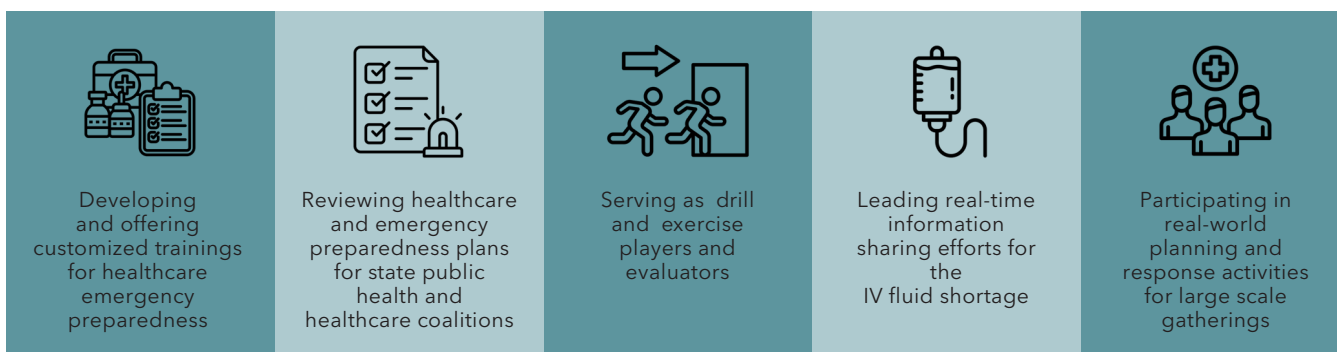 Developing
and offering
customized trainings
for healthcare
emergency
preparedness
Reviewing healthcare
and emergency
preparedness plans
for state public
health and
healthcare coalitions
Serving as drill
and exercise
players and
evaluators
Leading real-time
information
sharing efforts for
the
IV fluid shortage
Participating in
real-world
planning and
response activities
for large scale
gatherings